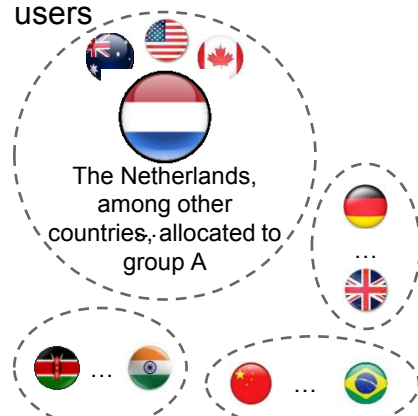 users
The Netherlands,
among other
countries, allocated to
...
group A
...
...
...